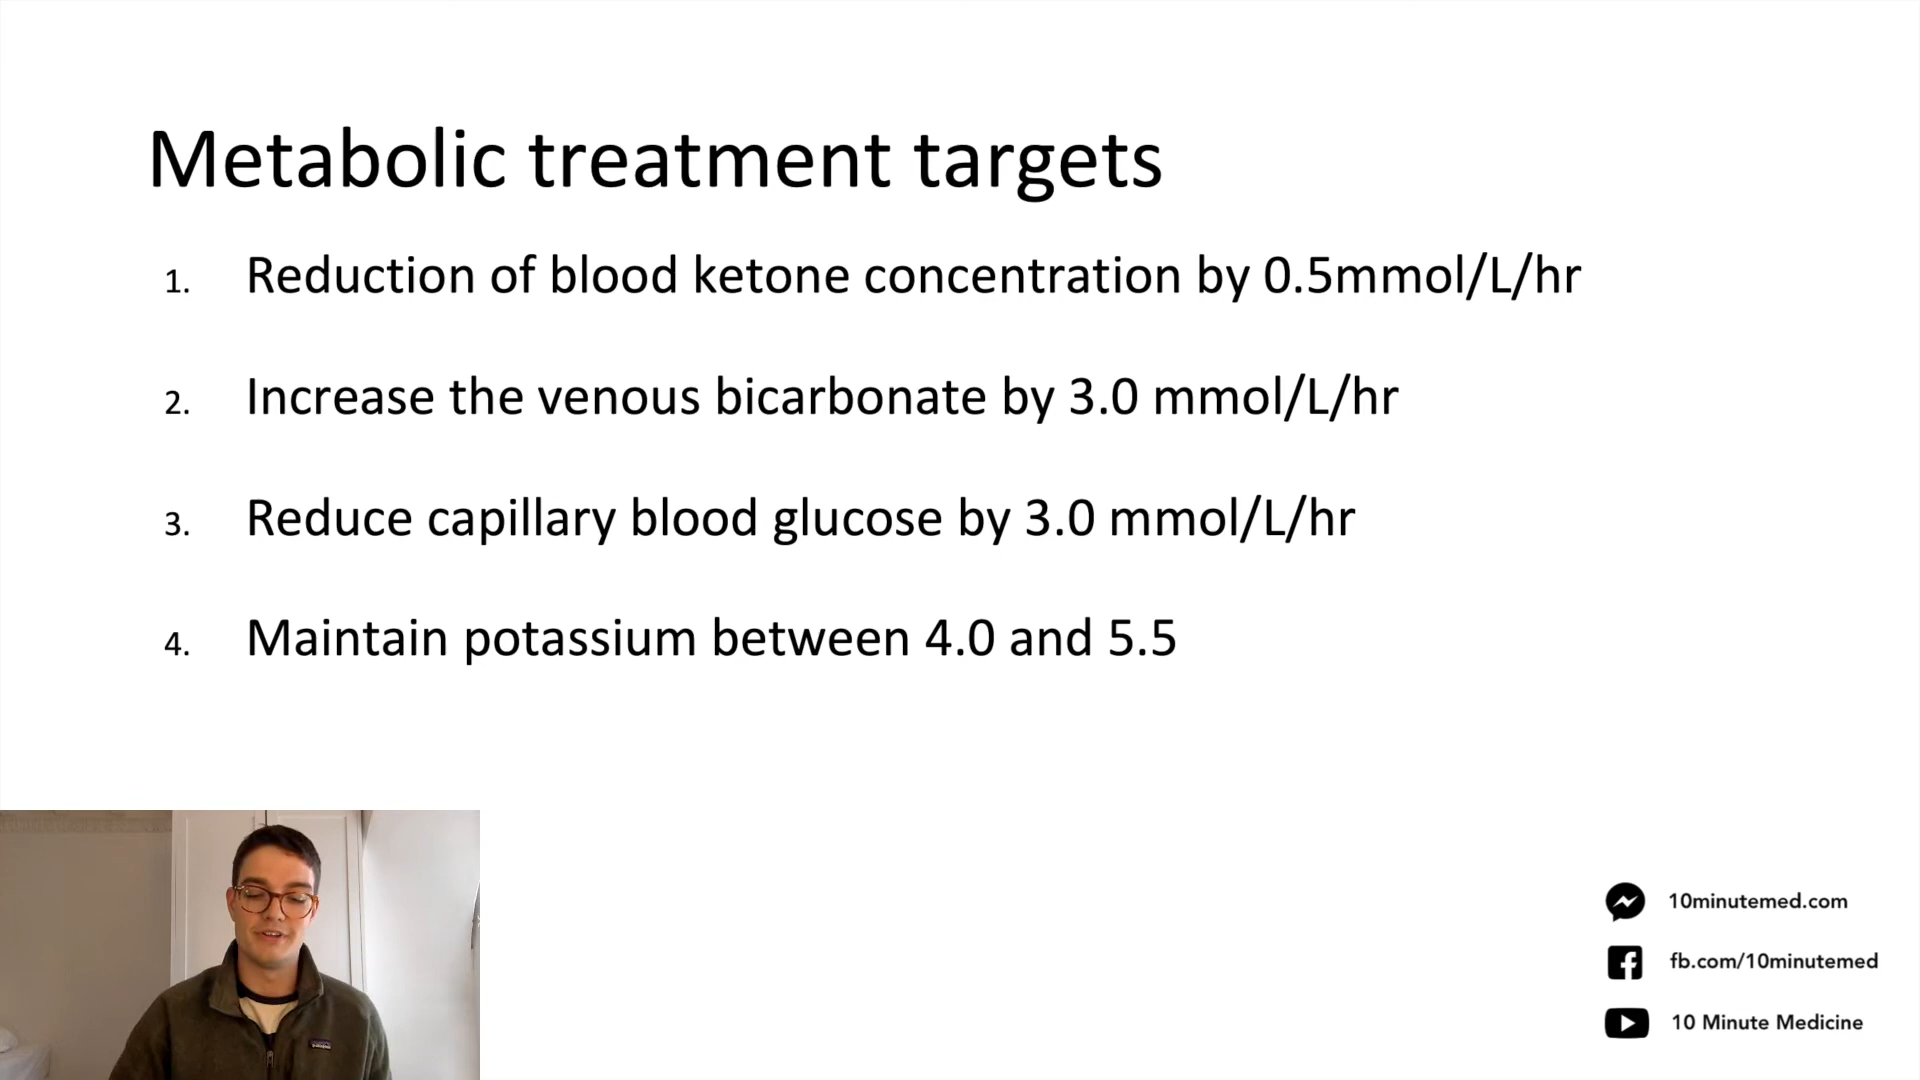 Metabolic treatment targets
1. Reduction of blood ketone concentration by 0.5mmol/L/hr
2. Increase the venous bicarbonate by 3.0 mmol/L/hr
3. Reduce capillary blood glucose by 3.0 mmol/L/hr
4. Maintain potassium between 4.0 and 5.5
10minutemed.com
fb.com/10minutemed
10 Minute Medicine